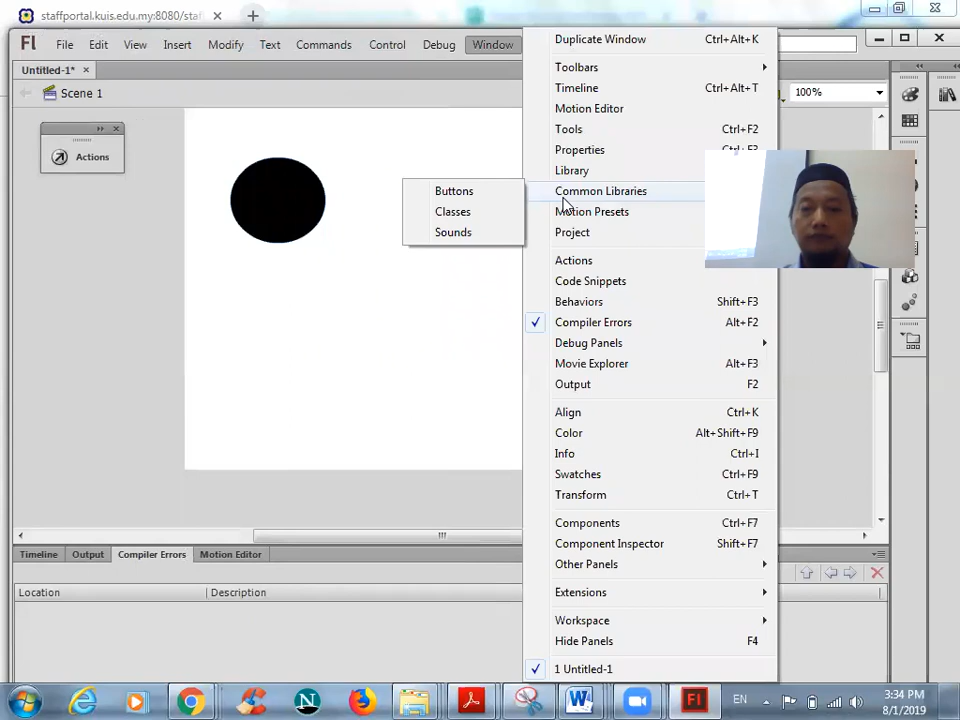 staffportal.kuis.edu.my:8080/staf
Fl File Edit View Insert Modify Text Commands Control Debug Window
Untitled-1*
Scene 1
100%
Actions
Duplicate Window Ctrl+Alt+K
Toolbars
Timeline Ctrl+Alt+T
Motion Editor
Tools Ctrl+F2
Properties Ctrl+F3
Library
Common Libraries
Motion Presets
Project
Buttons
Classes
Sounds
Actions
Code Snippets
Behaviors Shift+F3
Compiler Errors Alt+F2
Debug Panels
Movie Explorer Alt+F3
Output F2
Align Ctrl+K
Color Alt+Shift+F9
Info Ctrl+I
Swatches Ctrl+F9
Transform Ctrl+T
Components Ctrl+F7
Component Inspector Shift+F7
Other Panels
Extensions
Workspace
Hide Panels F4
1 Untitled-1
Timeline Output Compiler Errors Motion Editor
Location Description
EN
3:34 PM
8/1/2019